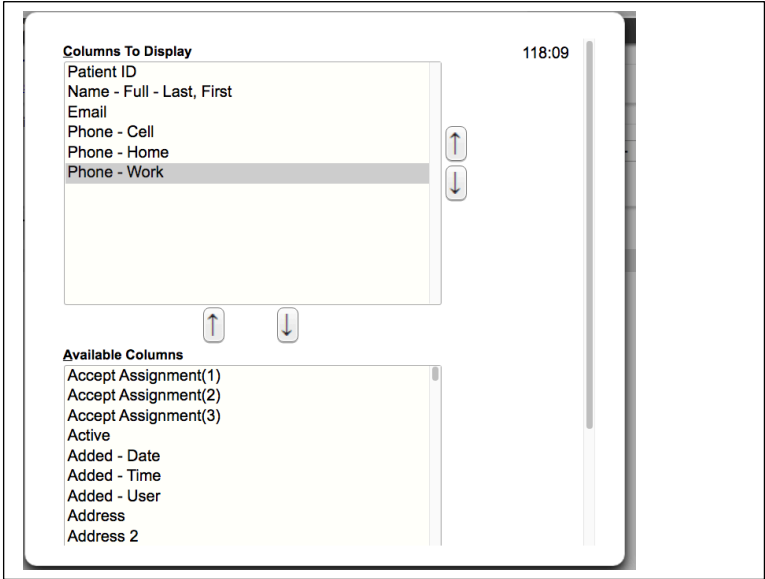 Columns To Display
118:09
Patient ID
Name - Full - Last, First
Email
Phone - Cell
Phone - Home
Phone - Work
Available Columns
Accept Assignment(1)
Accept Assignment(2)
Accept Assignment(3)
Active
Added - Date
Added - Time
Added - User
Address
Address 2